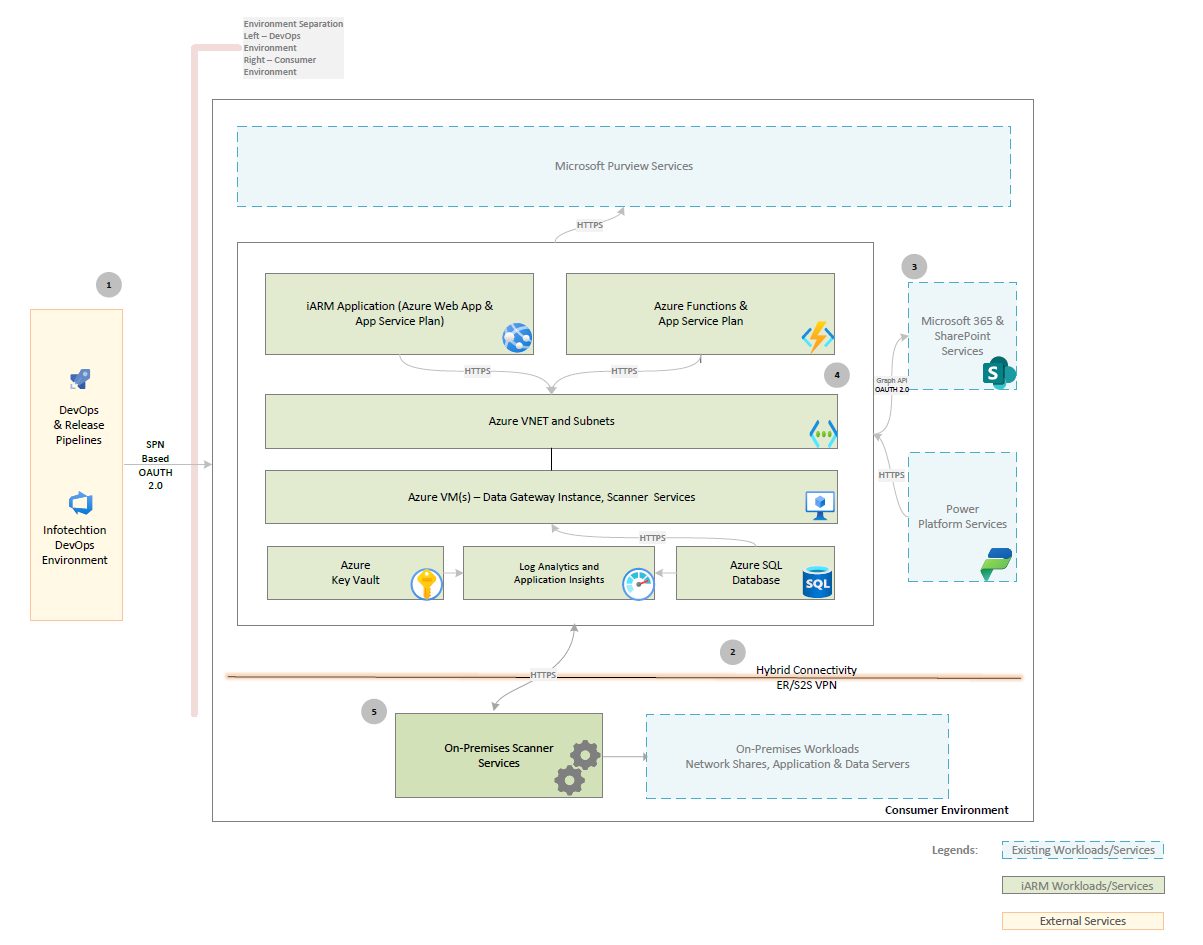 Environment Separation
Left – DevOps
Environment
Right – Consumer
Environment
Microsoft Purview Services
HTTPS
1
3
iARM Application (Azure Web App &
App Service Plan)
Azure Functions &
App Service Plan
Microsoft 365 &
SharePoint
Services
S
HTTPS
HTTPS
4
Graph API
OAUTH 2.0
DevOps
& Release
Pipelines
Azure VNET and Subnets
SPN
Based
OAUTH
2.0
HTTPS
Azure VM(s) – Data Gateway Instance, Scanner Services
Power
Platform Services
Infotechtion
DevOps
Environment
HTTPS
Azure
Key Vault
Log Analytics and
Application Insights
Azure SQL
Database
SQL
2
HTTPS
Hybrid Connectivity
ER/S2S VPN
5
On-Premises Scanner
Services
On-Premises Workloads
Network Shares, Application & Data Servers
Consumer Environment
Legends:
Existing Workloads/Services
iARM Workloads/Services
External Services